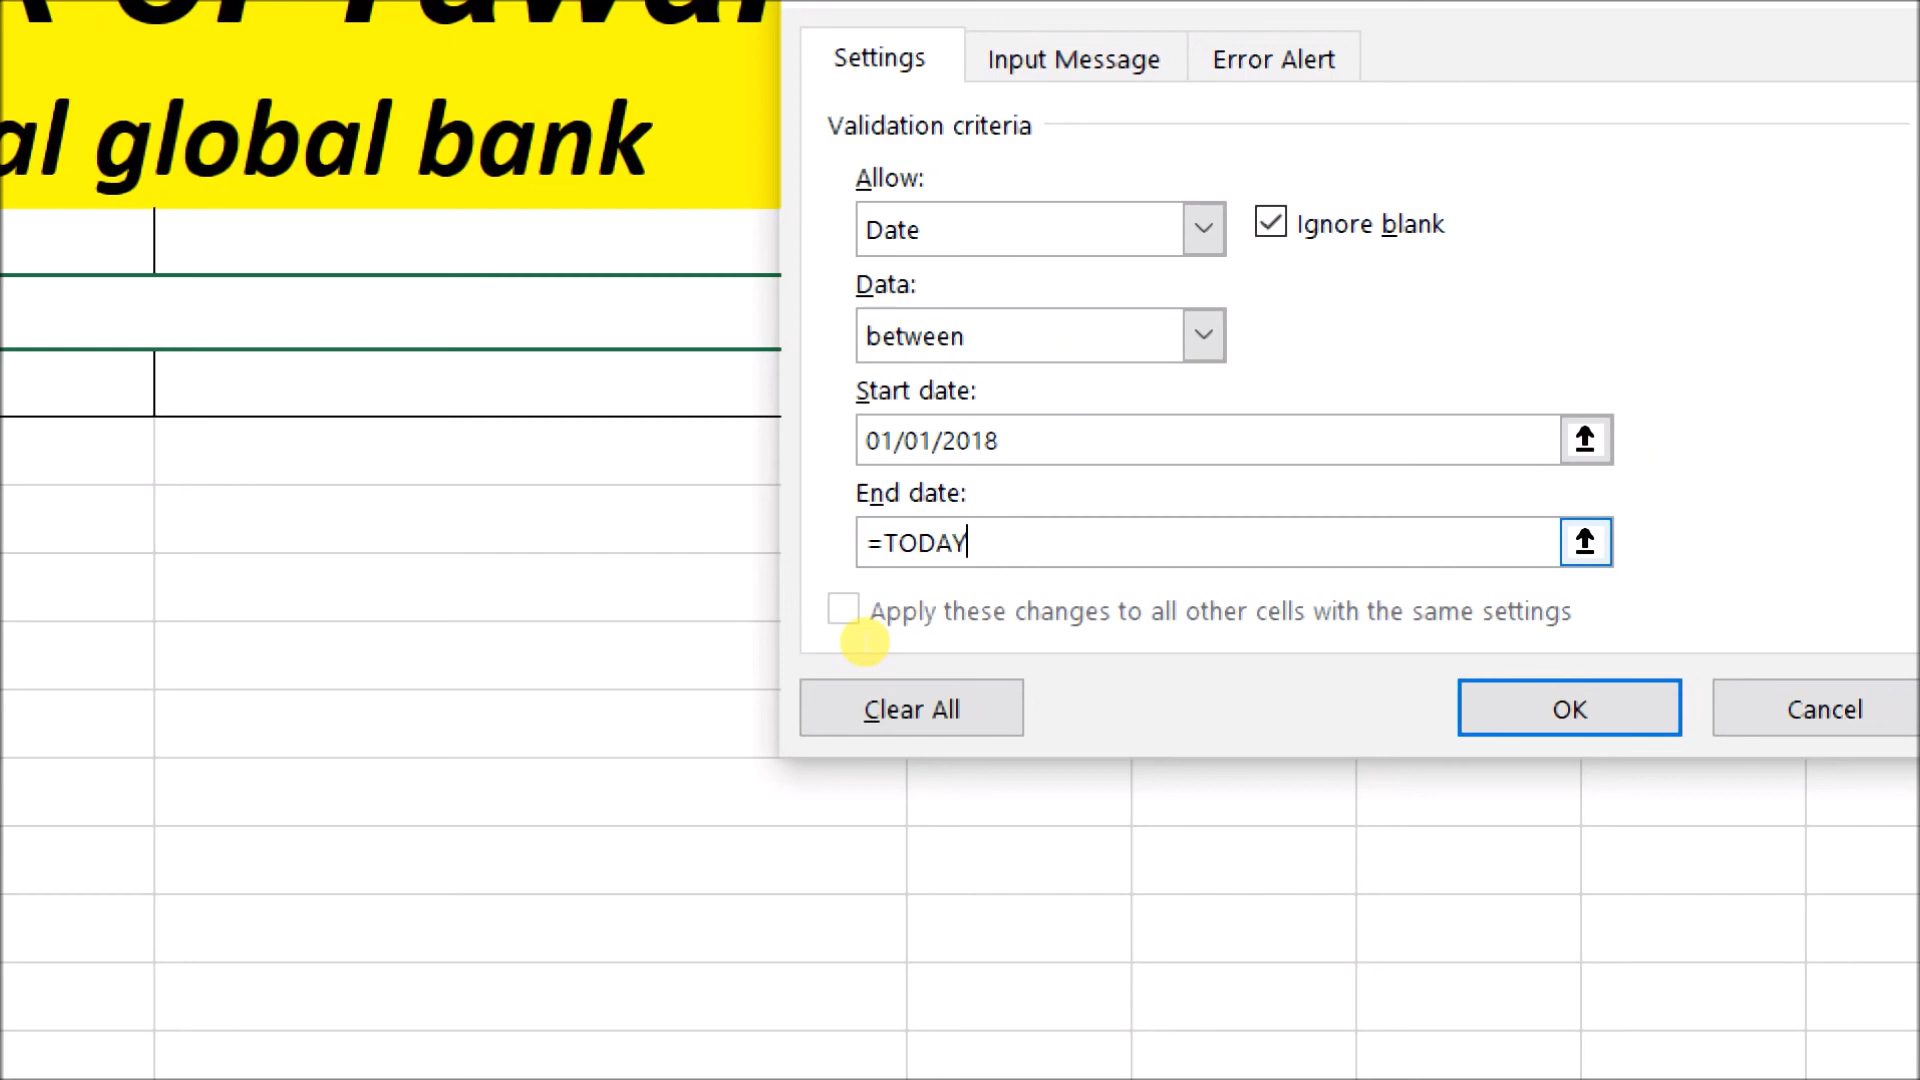 al global bank
Settings
Input Message
Error Alert
Validation criteria
Allow:
Date
Ignore blank
Data:
between
Start date:
01/01/2018
End date:
=TODAY
Apply these changes to all other cells with the same settings
Clear All
OK
Cancel